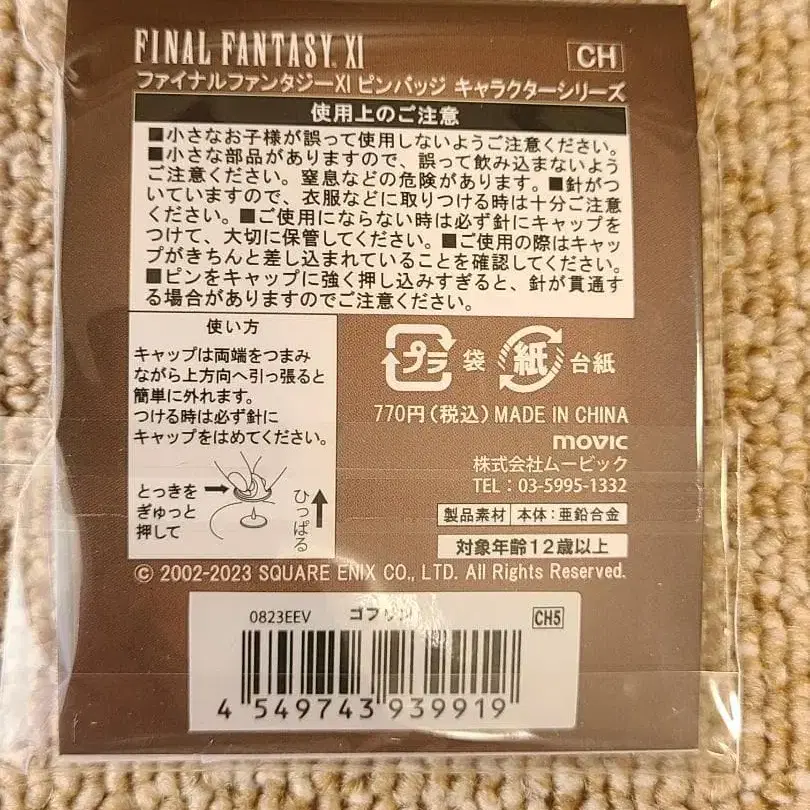 FINAL FANTASY XI
CH
ファイナルファンタジーXI ピンバッジ キャラクターシリーズ
使用上のご注意
■小さなお子様が誤って使用しないようご注意ください。
■小さな部品がありますので、誤って飲み込まないよう
ご注意ください。窒息などの危険があります。■針がつ
いていますので、衣服などに取りつける時は十分ご注意
ください。■ご使用にならない時は必ず針にキャップを
つけて、大切に保管してください。■ご使用の際はキャッ
プがきちんと差し込まれていることを確認してください。
■ピンをキャップに強く押し込みすぎると、針が貫通す
る場合がありますのでご注意ください。
使い方
キャップは両端をつまみ
ながら上方向へ引っ張ると
簡単に外れます。
つける時は必ず針に
キャップをはめてください。
とっきを
ぎゅっと
押して
ひっぱる
プラ 袋 紙 台紙
770円(税込) MADE IN CHINA
movic
株式会社ムービック
TEL:03-5995-1332
製品素材 本体:亜鉛合金
対象年齢12歳以上
© 2002-2023 SQUARE ENIX CO., LTD. All Rights Reserved.
0823EEV ゴブリン CH5
4 549743 939919